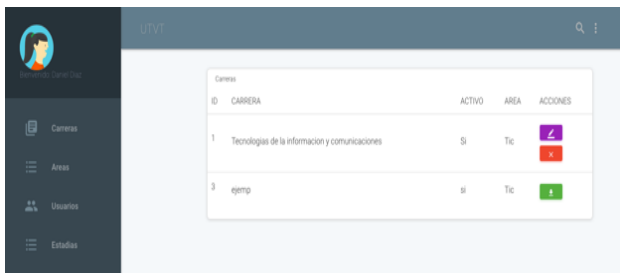 UTVT
Bienvenido Daniel Diaz
Carreras
Areas
Usuarios
Estadias
Carreras
ID CARRERA ACTIVO AREA ACCIONES
1 Tecnologias de la informacion y comunicaciones Si Tic
3 ejemp si Tic